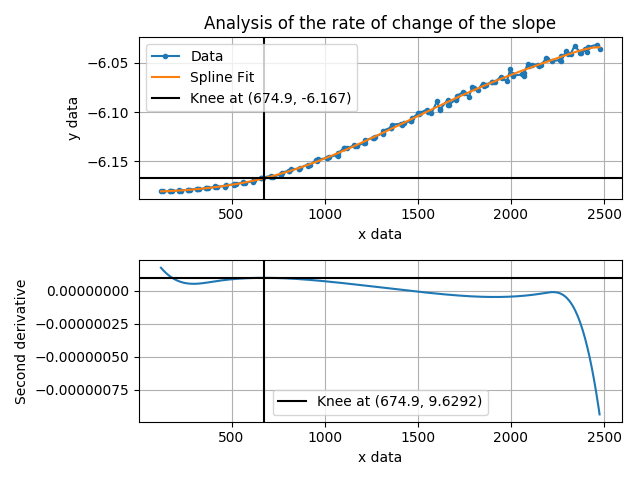 Analysis of the rate of change of the slope
Data
Spline Fit
Knee at (674.9, -6.167)
−6.05
−6.10
−6.15
y data
500 1000 1500 2000 2500
x data
0.00000000
−0.00000025
−0.00000050
−0.00000075
Second derivative
Knee at (674.9, 9.6292)
500 1000 1500 2000 2500
x data